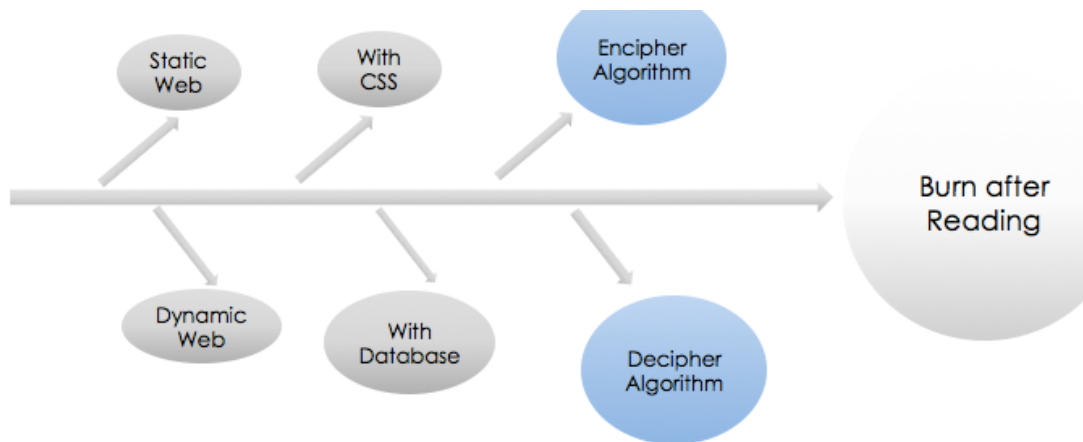 Static
Web
With
CSS
Encipher
Algorithm
Burn after
Reading
Dynamic
Web
With
Database
Decipher
Algorithm